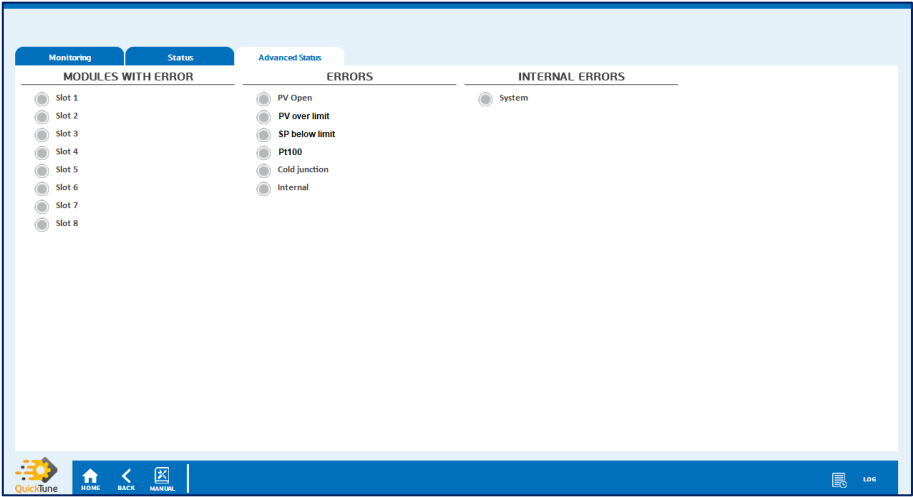 Monitoring Status Advanced Status
MODULES WITH ERROR ERRORS INTERNAL ERRORS
Slot 1 PV Open System
Slot 2 PV over limit
Slot 3 SP below limit
Slot 4 Pt100
Slot 5 Cold junction
Slot 6 Internal
Slot 7
Slot 8
QuickTune HOME BACK MANUAL LOG